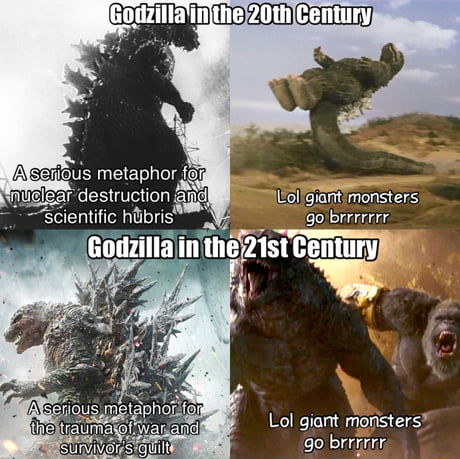 Godzilla in the 20th Century
A serious metaphor for
nuclear destruction and
scientific hubris
Lol giant monsters
go brrrrrrr
Godzilla in the 21st Century
A serious metaphor for
the trauma of war and
survivor's guilt
Lol giant monsters
go brrrrrr